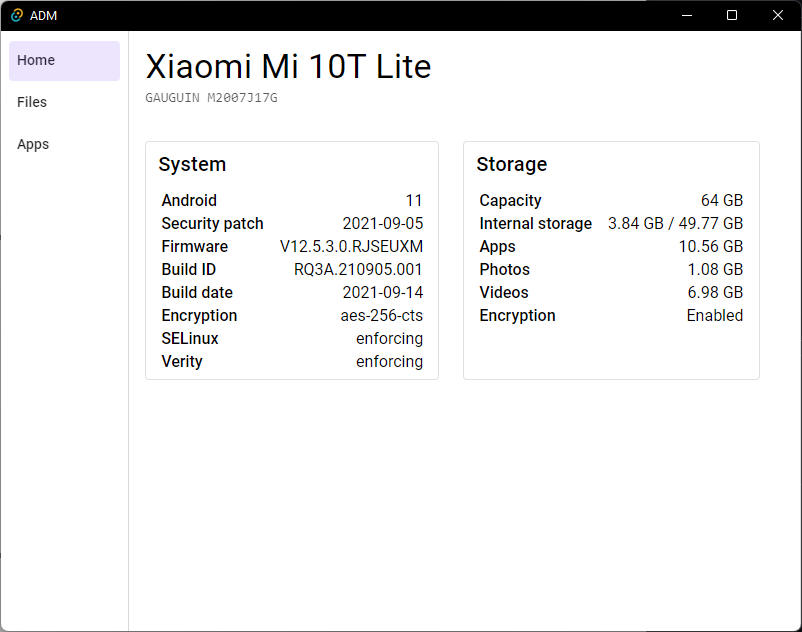 ADM
Home
Files
Apps
Xiaomi Mi 10T Lite
GAUGUIN M2007J17G
System
Android 11
Security patch 2021-09-05
Firmware V12.5.3.0.RJSEUXM
Build ID RQ3A.210905.001
Build date 2021-09-14
Encryption aes-256-cts
SELinux enforcing
Verity enforcing
Storage
Capacity 64 GB
Internal storage 3.84 GB / 49.77 GB
Apps 10.56 GB
Photos 1.08 GB
Videos 6.98 GB
Encryption Enabled